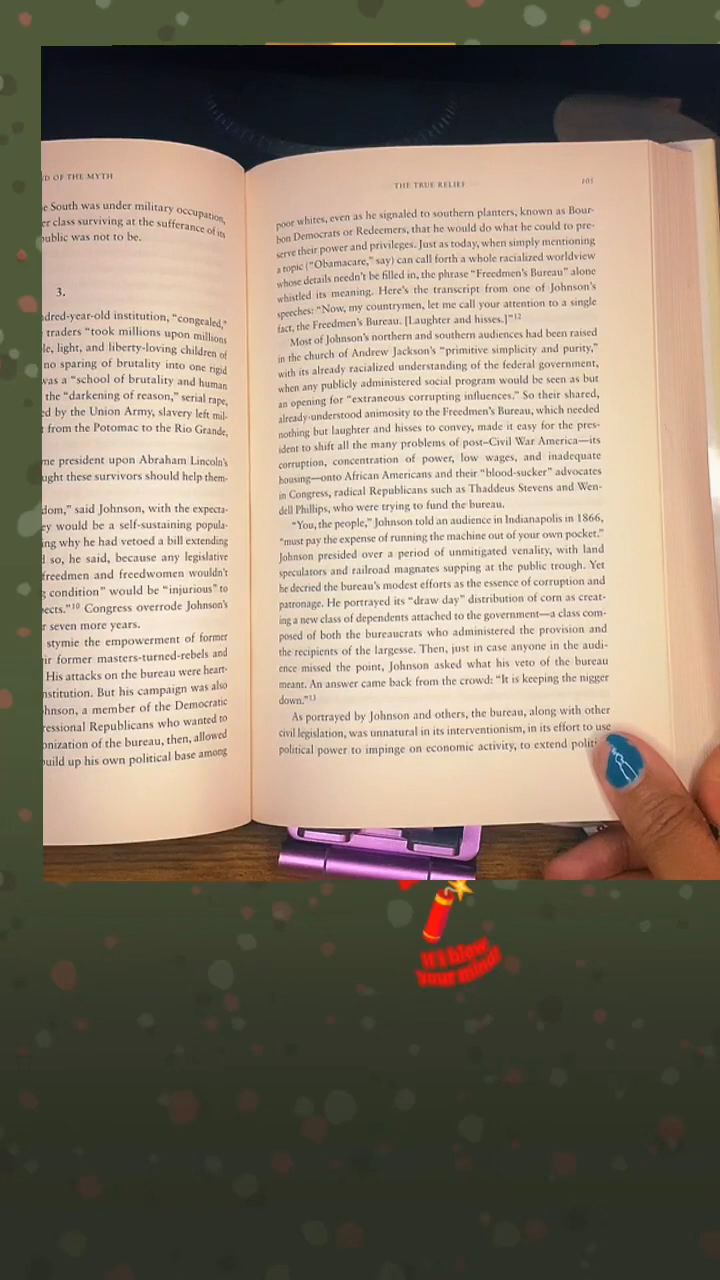 D OF THE MYTH
e South was under military occupation,
er class surviving at the sufferance of its
public was not to be.
3.
dred-year-old institution, “congealed,”
traders “took millions upon millions
le, light, and liberty-loving children of
no sparing of brutality into one rigid
was a “school of brutality and human
the “darkening of reason,” serial rape,
ed by the Union Army, slavery left mil-
from the Potomac to the Rio Grande,
me president upon Abraham Lincoln’s
ught these survivors should help them-
dom,” said Johnson, with the expecta-
ey would be a self-sustaining popula-
ing why he had vetoed a bill extending
so, he said, because any legislative
freedmen and freedwomen wouldn’t
g condition” would be “injurious” to
ects.”10 Congress overrode Johnson’s
r seven more years.
stymie the empowerment of former
ir former masters-turned-rebels and
His attacks on the bureau were heart-
nstitution. But his campaign was also
hnson, a member of the Democratic
ressional Republicans who wanted to
onization of the bureau, then, allowed
uild up his own political base among
THE TRUE RELIEF 105
poor whites, even as he signaled to southern planters, known as Bour-
bon Democrats or Redeemers, that he would do what he could to pre-
serve their power and privileges. Just as today, when simply mentioning
a topic (“Obamacare,” say) can call forth a whole racialized worldview
whose details needn’t be filled in, the phrase “Freedmen’s Bureau” alone
whistled its meaning. Here’s the transcript from one of Johnson’s
speeches: “Now, my countrymen, let me call your attention to a single
fact, the Freedmen’s Bureau. [Laughter and hisses.]”12
Most of Johnson’s northern and southern audiences had been raised
in the church of Andrew Jackson’s “primitive simplicity and purity,”
with its already racialized understanding of the federal government,
when any publicly administered social program would be seen as but
an opening for “extraneous corrupting influences.” So their shared,
already-understood animosity to the Freedmen’s Bureau, which needed
nothing but laughter and hisses to convey, made it easy for the pres-
ident to shift all the many problems of post–Civil War America—its
corruption, concentration of power, low wages, and inadequate
housing—onto African Americans and their “blood-sucker” advocates
in Congress, radical Republicans such as Thaddeus Stevens and Wen-
dell Phillips, who were trying to fund the bureau.
“You, the people,” Johnson told an audience in Indianapolis in 1866,
“must pay the expense of running the machine out of your own pocket.”
Johnson presided over a period of unmitigated venality, with land
speculators and railroad magnates supping at the public trough. Yet
he decried the bureau’s modest efforts as the essence of corruption and
patronage. He portrayed its “draw day” distribution of corn as creat-
ing a new class of dependents attached to the government—a class com-
posed of both the bureaucrats who administered the provision and
the recipients of the largesse. Then, just in case anyone in the audi-
ence missed the point, Johnson asked what his veto of the bureau
meant. An answer came back from the crowd: “It is keeping the nigger
down.”13
As portrayed by Johnson and others, the bureau, along with other
civil legislation, was unnatural in its interventionism, in its effort to use
political power to impinge on economic activity, to extend polit
It'l blow
your mind!